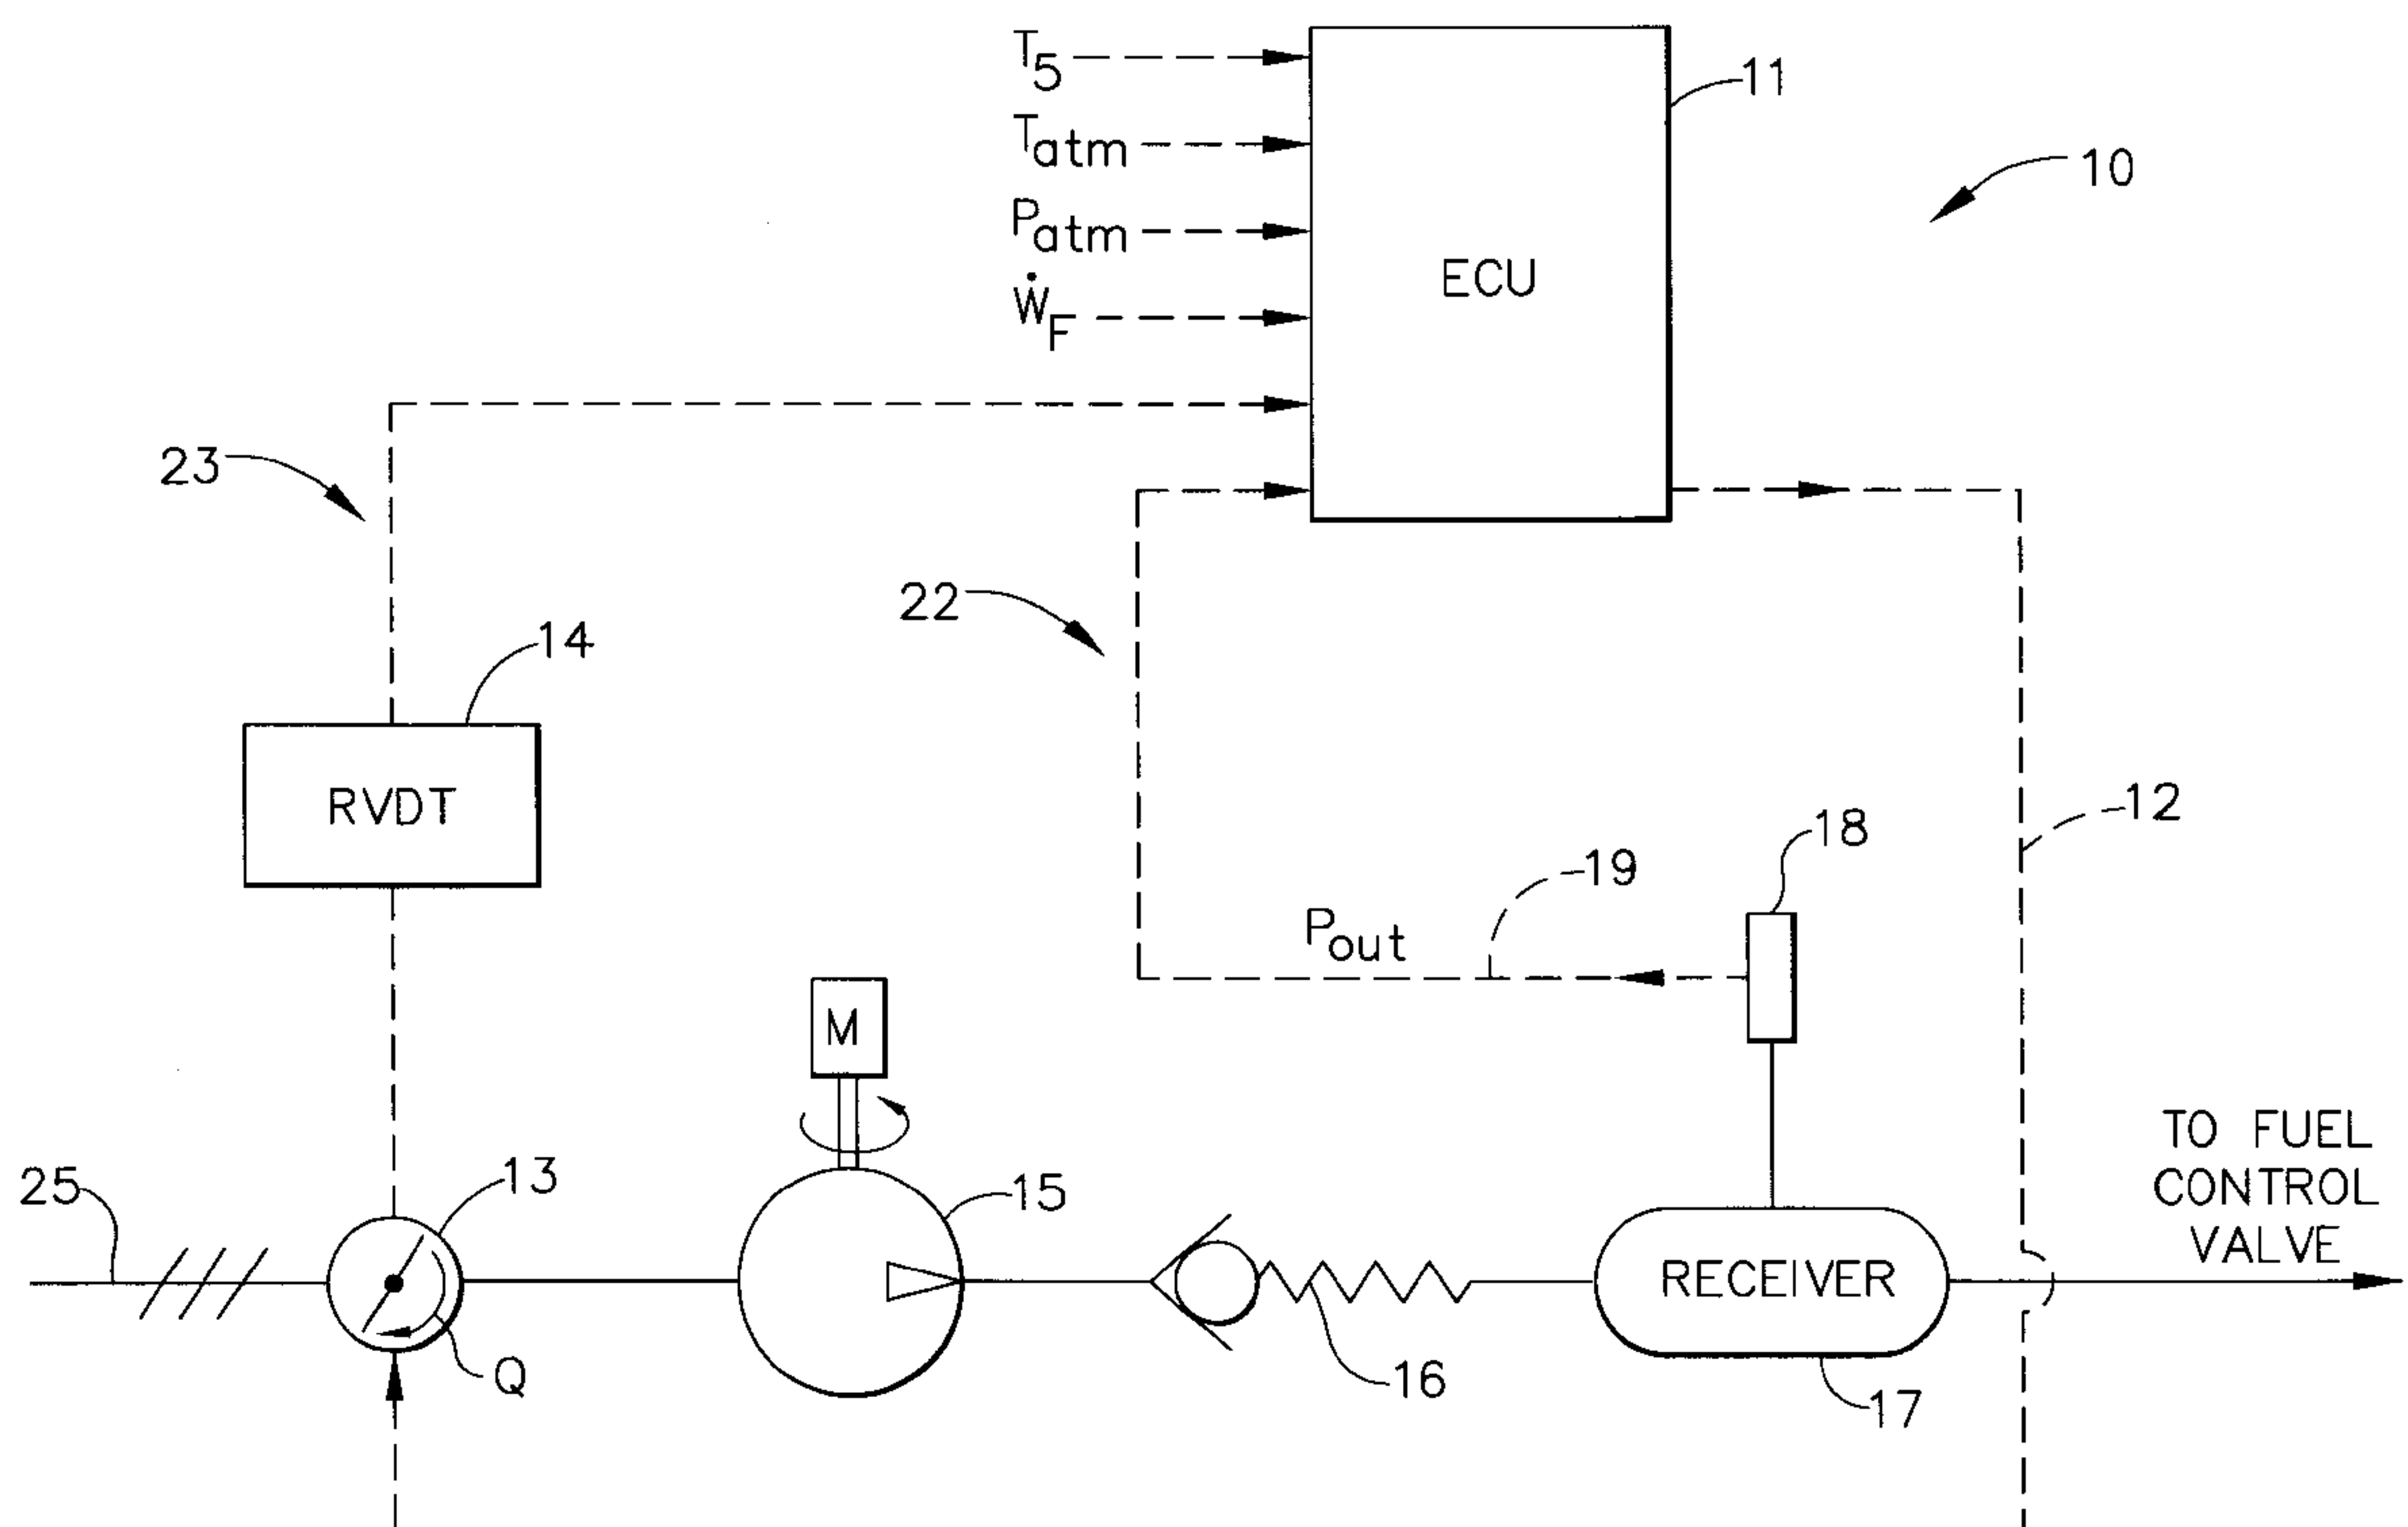 T5
Tatm
Patm
ẆF
ECU
11
10
23
22
14
RVDT
12
18
19
Pout
M
TO FUEL
CONTROL
VALVE
25
13
15
RECEIVER
Q
16
17